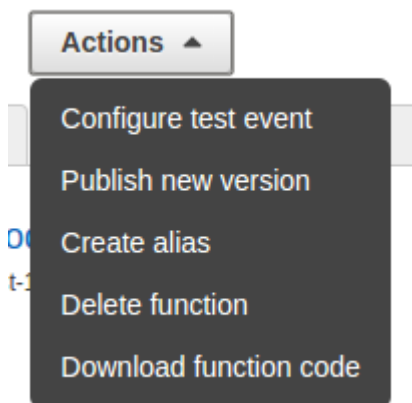 Actions
Configure test event
Publish new version
Create alias
Delete function
Download function code